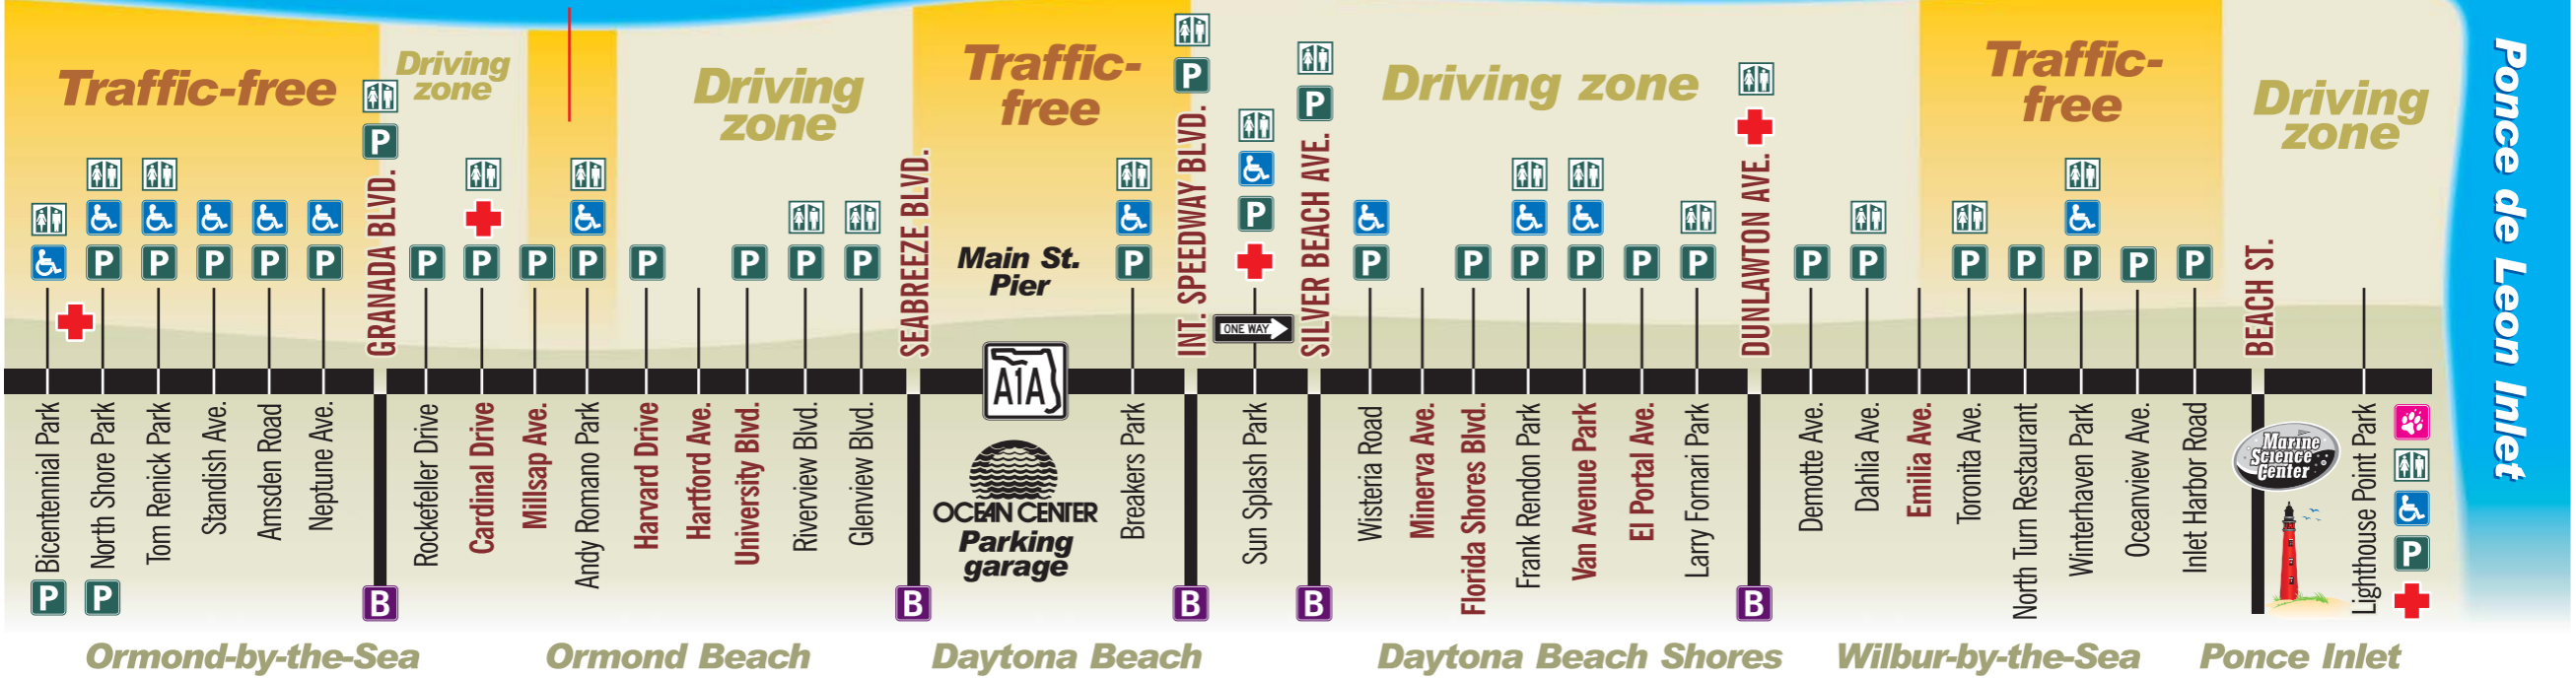 Traffic-free
Driving
zone
Driving
zone
Traffic-
free
Driving zone
Traffic-
free
Driving
zone
Ponce de Leon Inlet
P
P
P
P
P
P
GRANADA BLVD.
P
P
P
P
P
P
P
P
P
SEABREEZE BLVD.
Main St.
Pier
P
INT. SPEEDWAY BLVD.
P
P
ONE WAY
SILVER BEACH AVE.
P
P
P
P
P
P
P
DUNLAWTON AVE.
P
P
P
P
P
P
P
BEACH ST.
A1A
Bicentennial Park
P
North Shore Park
P
Tom Renick Park
Standish Ave.
Amsden Road
Neptune Ave.
B
Rockefeller Drive
Cardinal Drive
Millsap Ave.
Andy Romano Park
Harvard Drive
Hartford Ave.
University Blvd.
Riverview Blvd.
Glenview Blvd.
B
OCEAN CENTER
Parking
garage
Breakers Park
B
Sun Splash Park
B
Wisteria Road
Minerva Ave.
Florida Shores Blvd.
Frank Rendon Park
Van Avenue Park
El Portal Ave.
Larry Fornari Park
B
Demotte Ave.
Dahlia Ave.
Emilia Ave.
Toronita Ave.
North Turn Restaurant
Winterhaven Park
Oceanview Ave.
Inlet Harbor Road
Marine
Science
Center
Lighthouse Point Park
P
Ormond-by-the-Sea
Ormond Beach
Daytona Beach
Daytona Beach Shores
Wilbur-by-the-Sea
Ponce Inlet